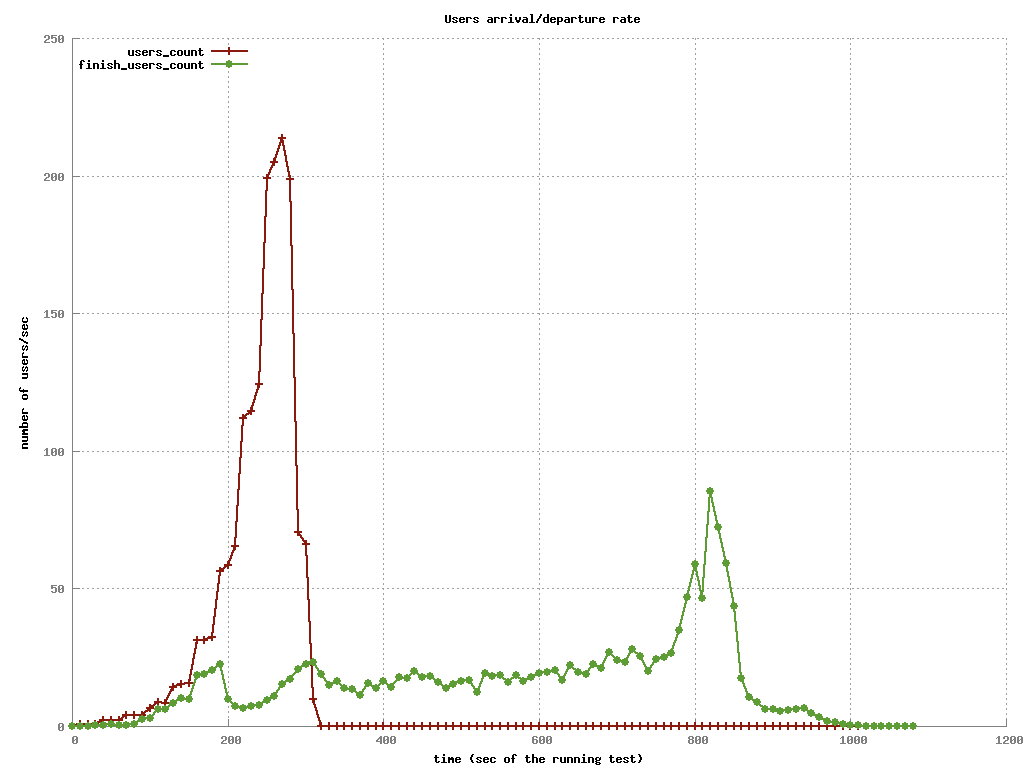 Users arrival/departure rate
250
users_count
finish_users_count
200
150
number of users/sec
100
50
0
0 200 400 600 800 1000 1200
time (sec of the running test)